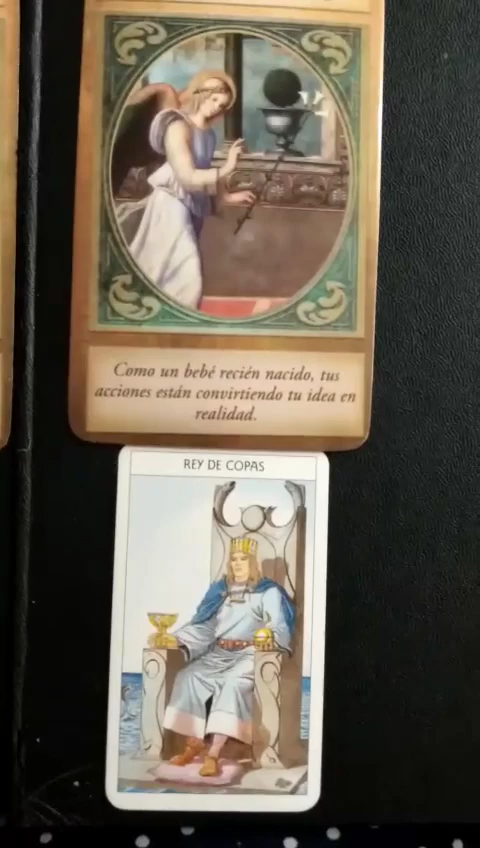 Como un bebé recién nacido, tus
acciones están convirtiendo tu idea en
realidad.
REY DE COPAS